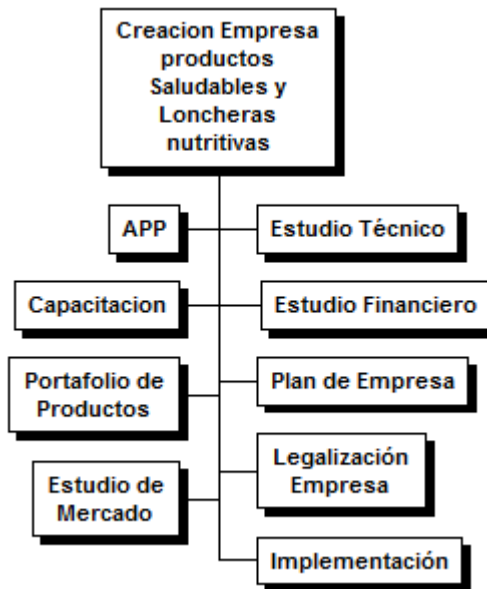 Creacion Empresa
productos
Saludables y
Loncheras
nutritivas
APP
Estudio Técnico
Capacitacion
Estudio Financiero
Portafolio de
Productos
Plan de Empresa
Estudio de
Mercado
Legalización
Empresa
Implementación